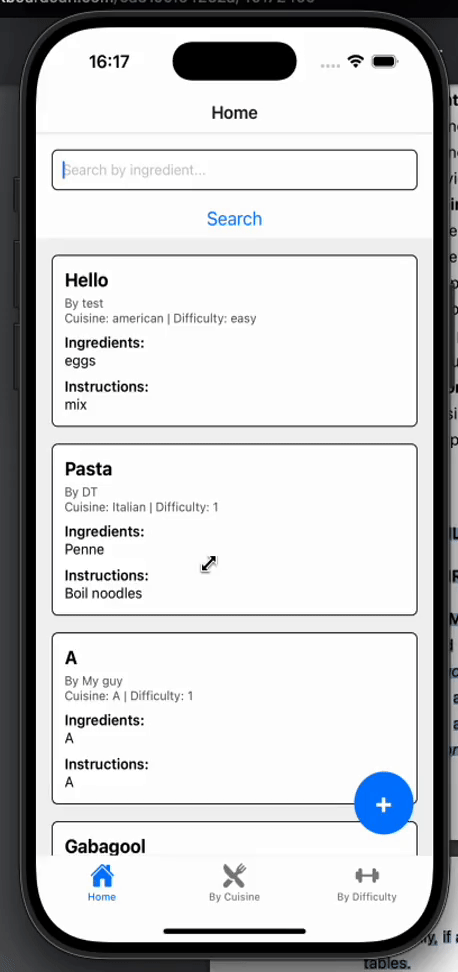 16:17
Home
Search by ingredient...
Search
Hello
By test
Cuisine: american | Difficulty: easy
Ingredients:
eggs
Instructions:
mix
Pasta
By DT
Cuisine: Italian | Difficulty: 1
Ingredients:
Penne
Instructions:
Boil noodles
A
By My guy
Cuisine: A | Difficulty: 1
Ingredients:
A
Instructions:
A
+
Gabagool
Home
By Cuisine
By Difficulty
tables.